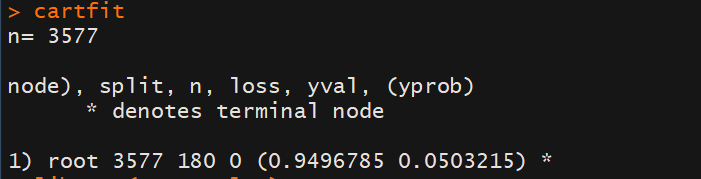 > cartfit
n= 3577
node), split, n, loss, yval, (yprob)
* denotes terminal node
1) root 3577 180 0 (0.9496785 0.0503215) *